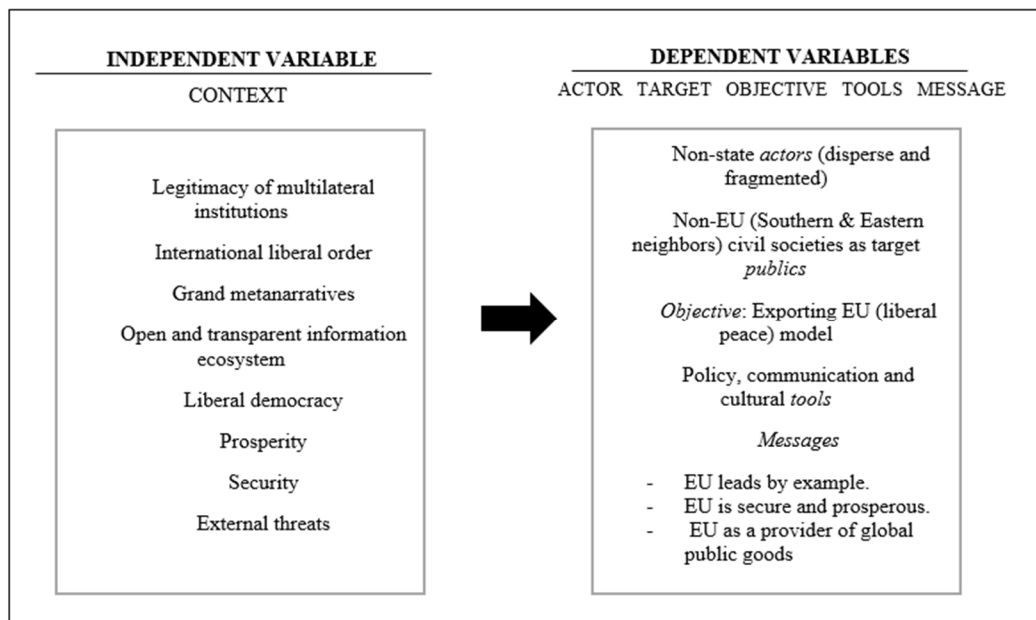 INDEPENDENT VARIABLE
CONTEXT
Legitimacy of multilateral
institutions
International liberal order
Grand metanarratives
Open and transparent information
ecosystem
Liberal democracy
Prosperity
Security
External threats
DEPENDENT VARIABLES
ACTOR TARGET OBJECTIVE TOOLS MESSAGE
Non-state actors (disperse and
fragmented)
Non-EU (Southern & Eastern
neighbors) civil societies as target
publics
Objective: Exporting EU (liberal
peace) model
Policy, communication and
cultural tools
Messages
- EU leads by example.
- EU is secure and prosperous.
- EU as a provider of global
public goods